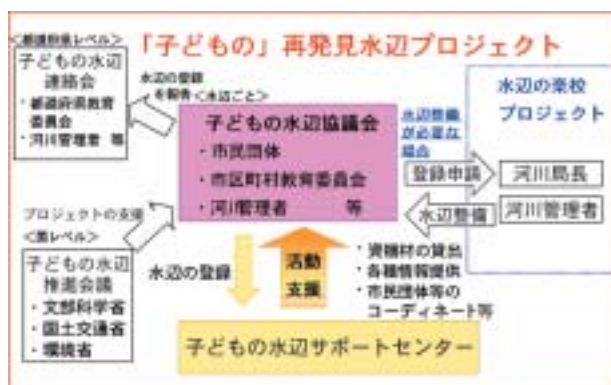 「子どもの」再発見水辺プロジェクト
<都道府県レベル>
子どもの水辺
連絡会
・都道府県教育
委員会
・河川管理者 等
水辺の登録
を報告
<水辺ごと>
子どもの水辺協議会
・市民団体
・市区町村教育委員会
・河川管理者 等
水辺整備
が必要な
場合
水辺の楽校
プロジェクト
登録申請
河川局長
水辺整備
河川管理者
プロジェクトの支援
<国レベル>
子どもの水辺
推進会議
・文部科学省
・国土交通省
・環境省
水辺の登録
活動
支援
・資機材の貸出
・各種情報提供
・市民団体等の
コーディネート等
子どもの水辺サポートセンター